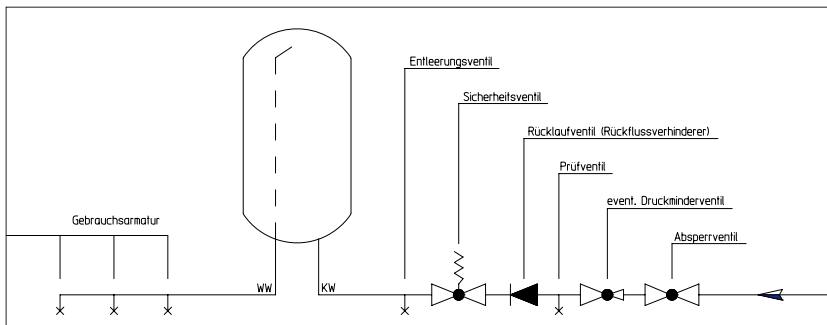 Entleerungsventil
Sicherheitsventil
Rücklaufventil (Rückflussverhinderer)
Prüfventil
event. Druckminderventil
Gebrauchsarmatur
Absperrventil
WW
KW